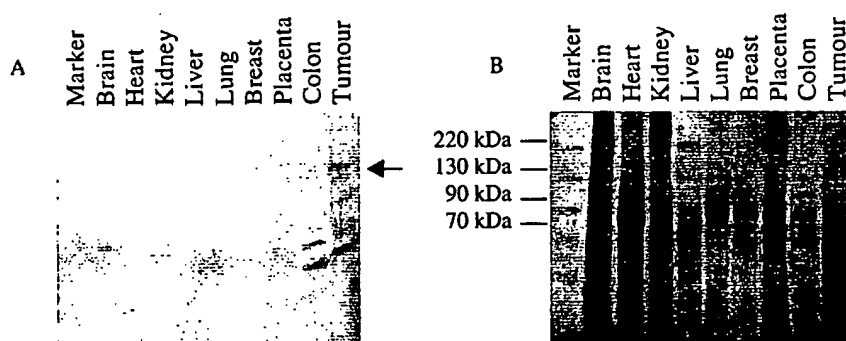 A
Marker
Brain
Heart
Kidney
Liver
Lung
Breast
Placenta
Colon
Tumour
B
Marker
Brain
Heart
Kidney
Liver
Lung
Breast
Placenta
Colon
Tumour
220 kDa
130 kDa
90 kDa
70 kDa